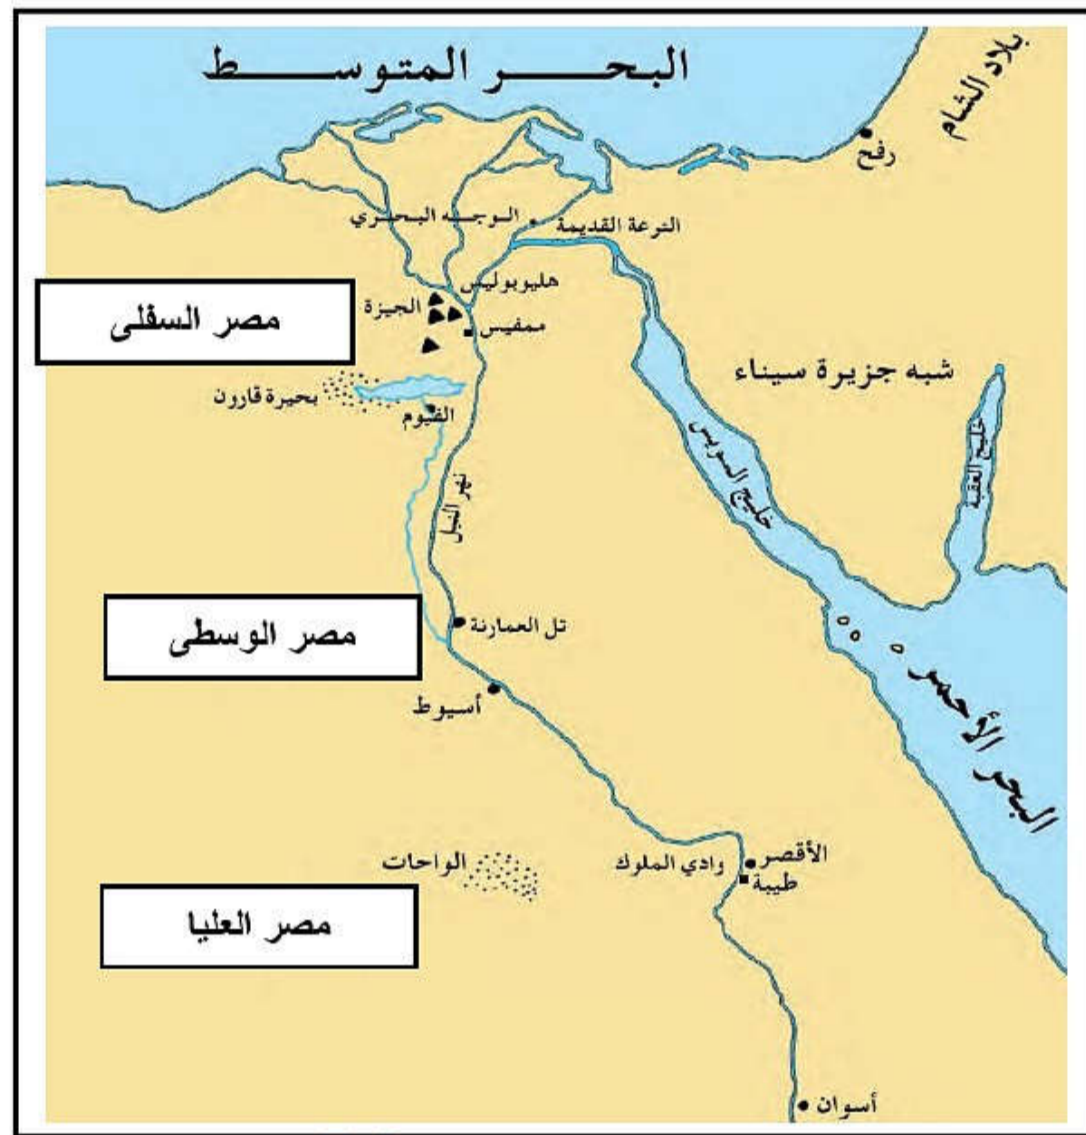 البحر المتوسط
بلاد الشام
رفح
الوجه البحري
الترعة القديمة
هليوبوليس
الجيزة
ممفيس
مصر السفلى
شبه جزيرة سيناء
بحيرة قارون
الفيوم
خليج السويس
خليج العقبة
نهر النيل
مصر الوسطى
تل العمارنة
أسيوط
البحر الأحمر
الواحات
وادي الملوك
الأقصر
طيبة
مصر العليا
أسوان